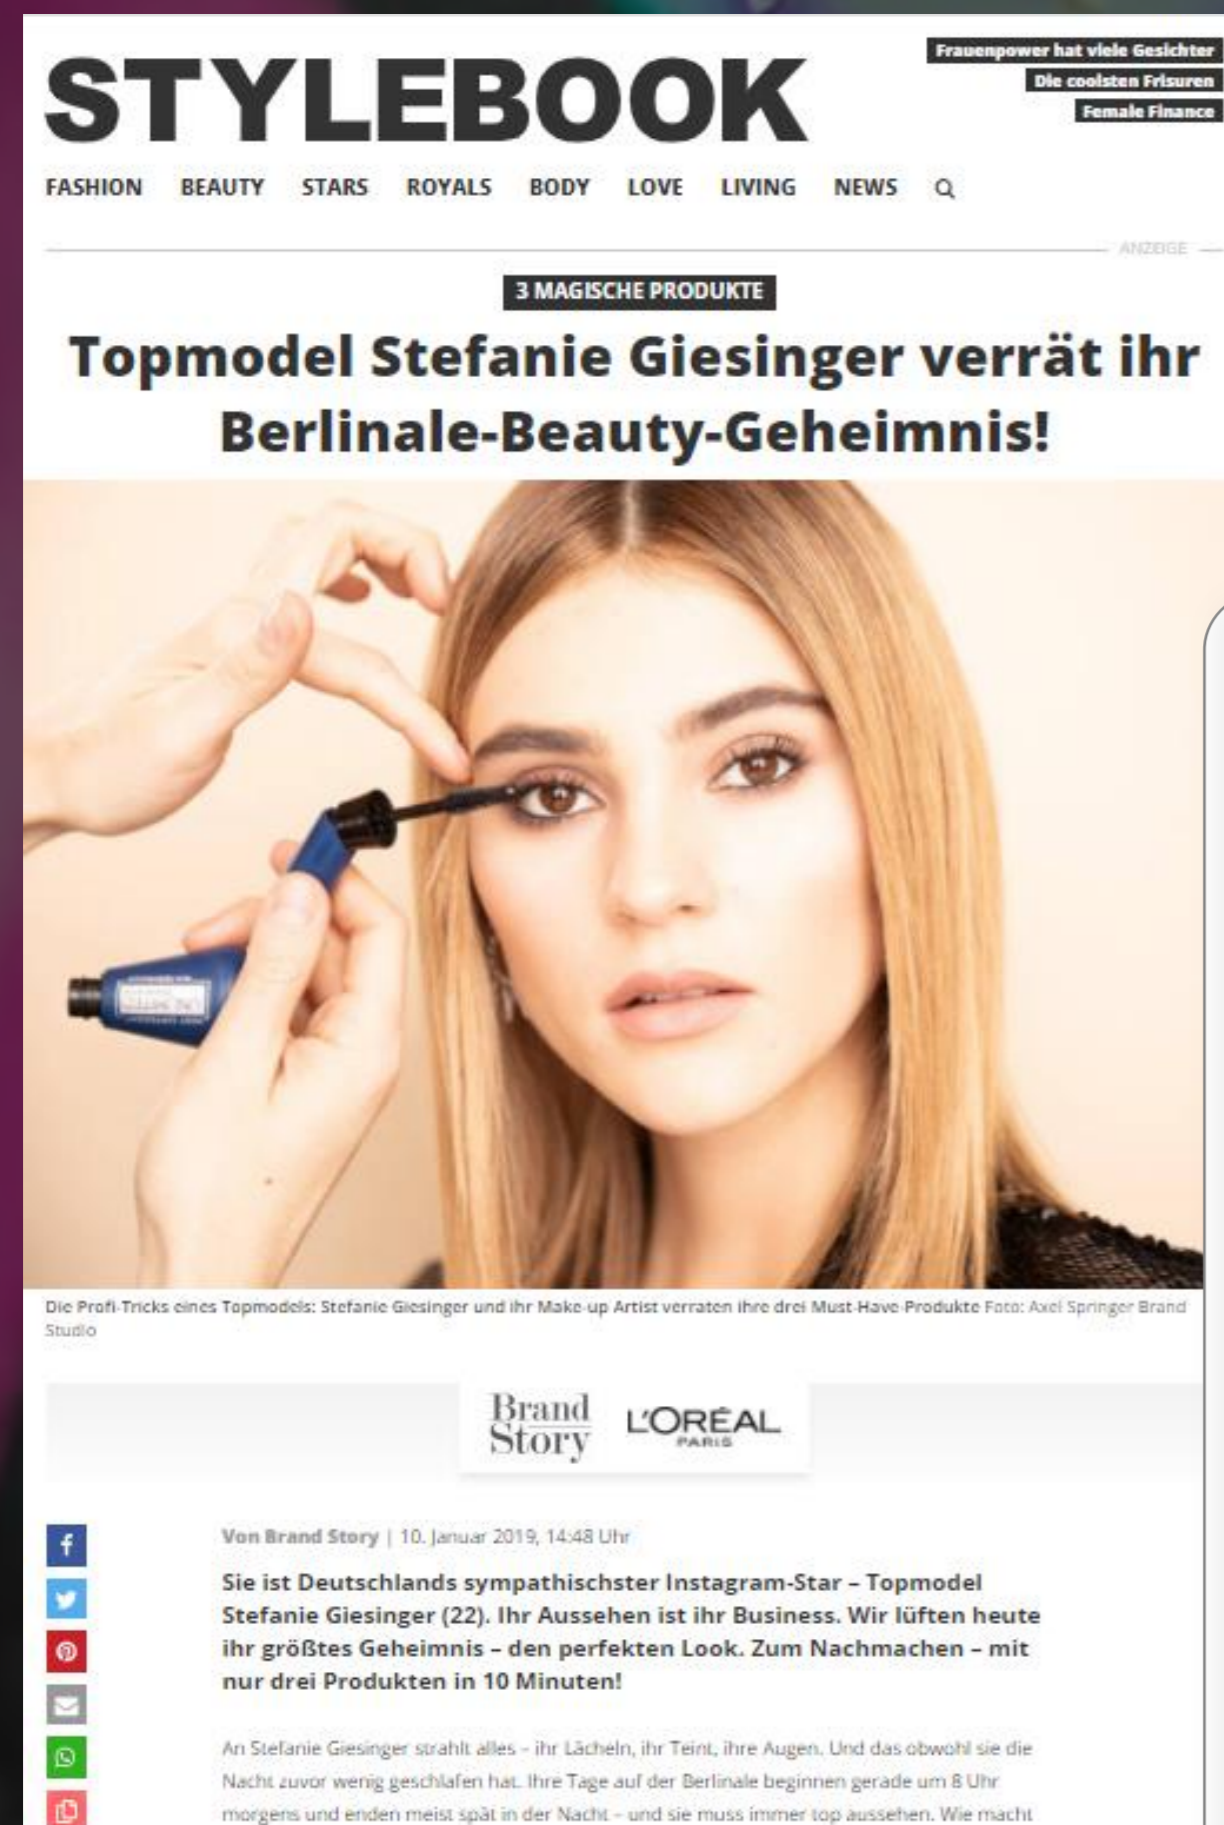 STYLEBOOK
Frauenpower hat viele Gesichter
Die coolsten Frisuren
Female Finance
FASHION BEAUTY STARS ROYALS BODY LOVE LIVING NEWS
ANZEIGE
3 MAGISCHE PRODUKTE
Topmodel Stefanie Giesinger verrät ihr
Berlinale-Beauty-Geheimnis!
Die Profi-Tricks eines Topmodels: Stefanie Giesinger und ihr Make-up Artist verraten ihre drei Must-Have-Produkte Foto: Axel Springer Brand
Studio
Brand
Story
L'ORÉAL
PARIS
Von Brand Story | 10. Januar 2019, 14:48 Uhr
Sie ist Deutschlands sympathischster Instagram-Star – Topmodel
Stefanie Giesinger (22). Ihr Aussehen ist ihr Business. Wir lüften heute
ihr größtes Geheimnis – den perfekten Look. Zum Nachmachen – mit
nur drei Produkten in 10 Minuten!
An Stefanie Giesinger strahlt alles – ihr Lächeln, ihr Teint, ihre Augen. Und das obwohl sie die
Nacht zuvor wenig geschlafen hat. Ihre Tage auf der Berlinale beginnen gerade um 8 Uhr
morgens und enden meist spät in der Nacht – und sie muss immer top aussehen. Wie macht